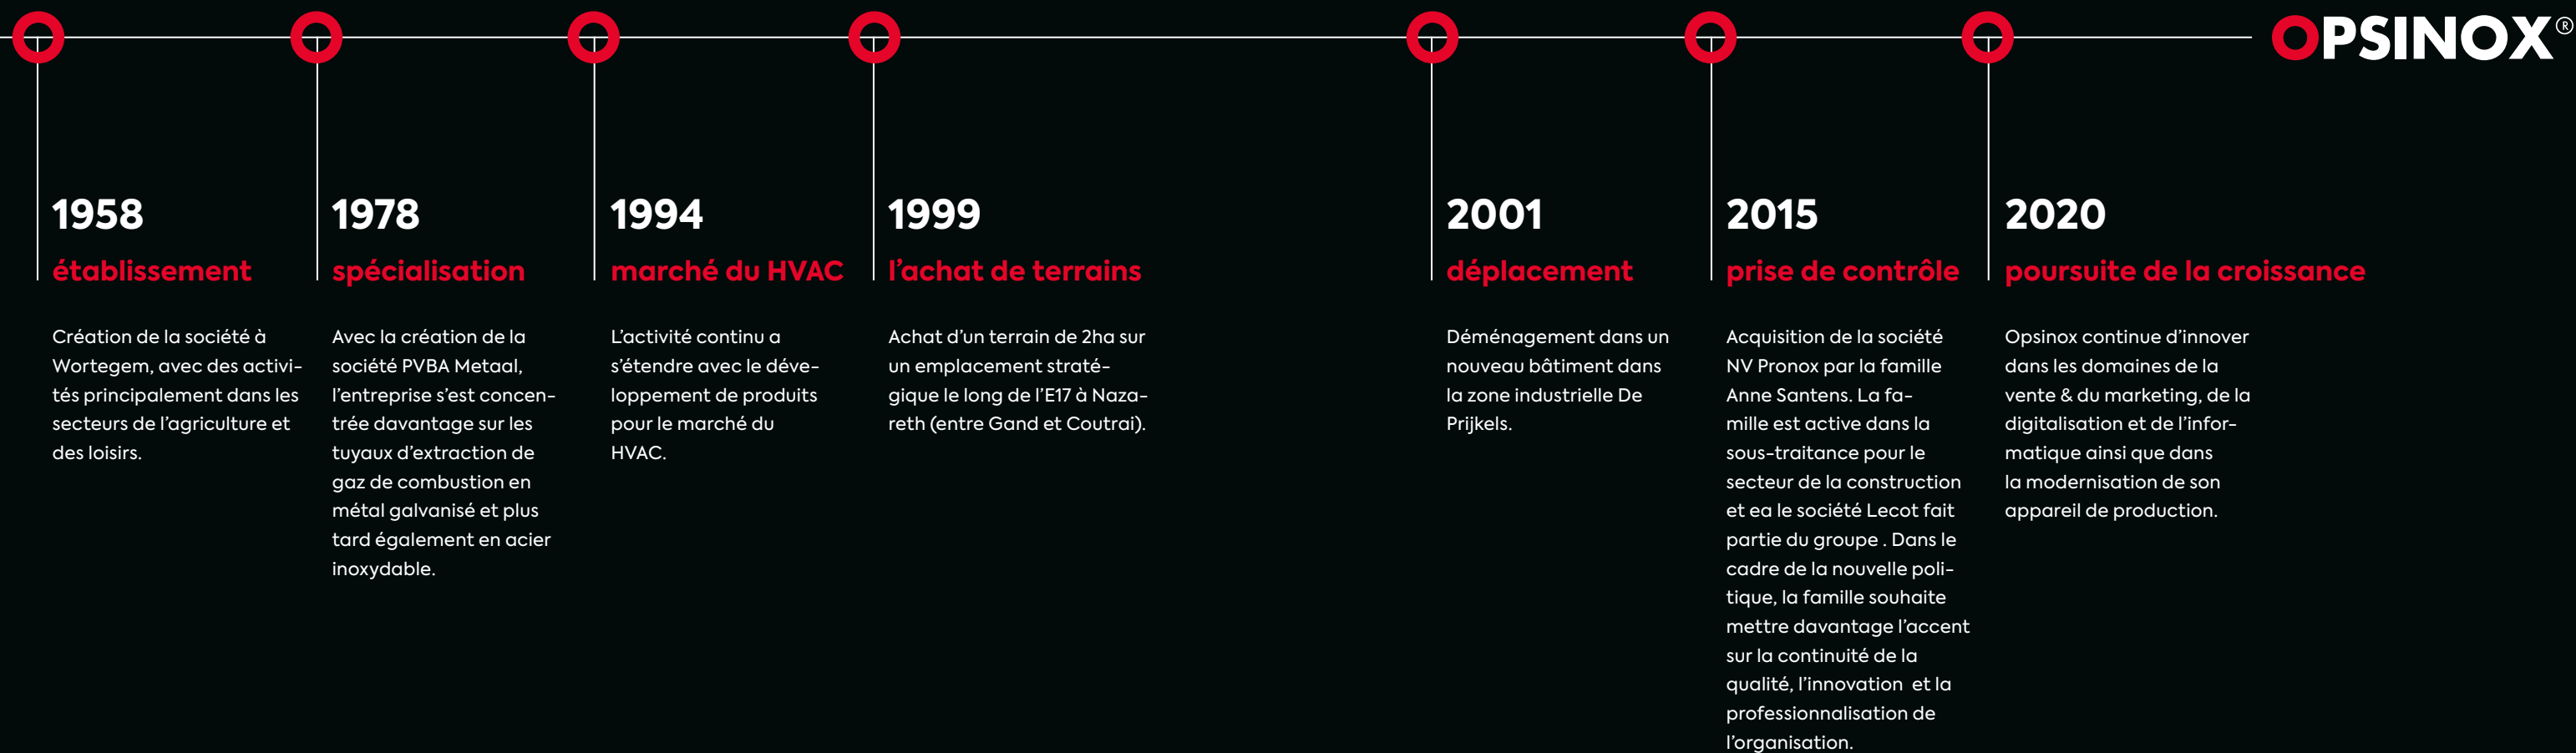 OPSINOX®
1958
établissement
Création de la société à
Wortegem, avec des activi-
tés principalement dans les
secteurs de l'agriculture et
des loisirs.
1978
spécialisation
Avec la création de la
société PVBA Metaal,
l'entreprise s'est concen-
trée davantage sur les
tuyaux d'extraction de
gaz de combustion en
métal galvanisé et plus
tard également en acier
inoxydable.
1994
marché du HVAC
L'activité continu a
s'étendre avec le déve-
loppement de produits
pour le marché du
HVAC.
1999
l'achat de terrains
Achat d'un terrain de 2ha sur
un emplacement straté-
gique le long de l'E17 à Naza-
reth (entre Gand et Coutrai).
2001
déplacement
Déménagement dans un
nouveau bâtiment dans
la zone industrielle De
Prijkels.
2015
prise de contrôle
Acquisition de la société
NV Pronox par la famille
Anne Santens. La fa-
mille est active dans la
sous-traitance pour le
secteur de la construction
et ea le société Lecot fait
partie du groupe . Dans le
cadre de la nouvelle poli-
tique, la famille souhaite
mettre davantage l'accent
sur la continuité de la
qualité, l'innovation  et la
professionnalisation de
l'organisation.
2020
poursuite de la croissance
Opsinox continue d'innover
dans les domaines de la
vente & du marketing, de la
digitalisation et de l'infor-
matique ainsi que dans
la modernisation de son
appareil de production.